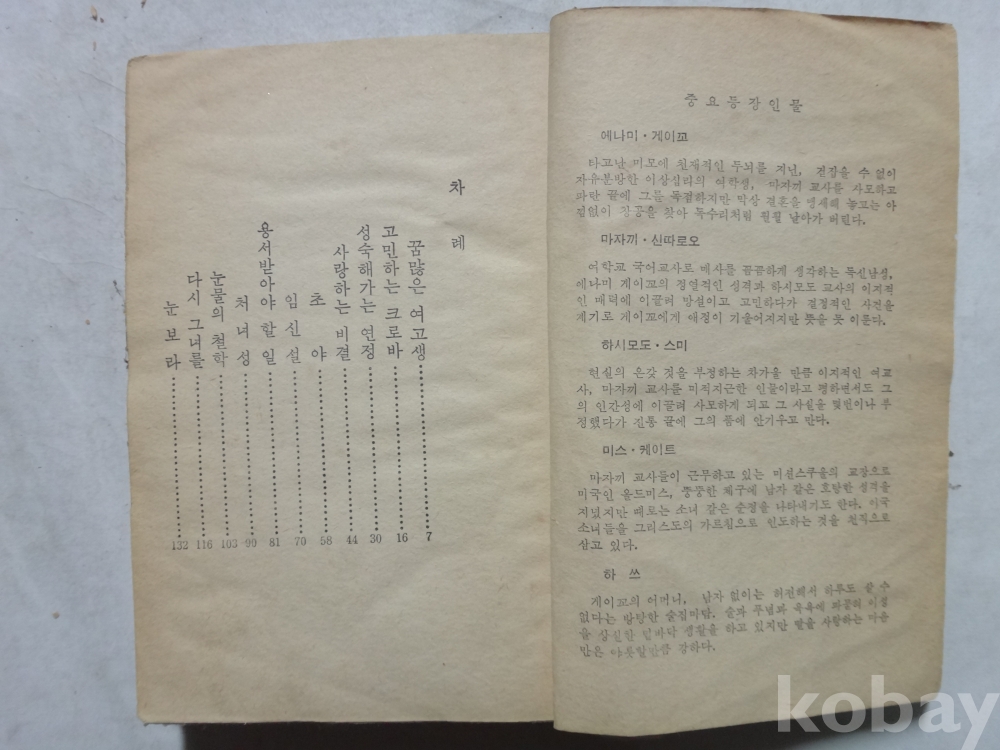 차 례
꿈많은 여고생 7
고민하는 크로바 16
성숙해가는 연정 30
사랑하는 비결 44
초 야 58
임 신 설 70
용서받아야 할 일 81
처 녀 성 99
눈물의 철학 103
다시 그녀를 116
눈 보 라 132
중요등장인물
에나미·게이꼬
타고난 미모에 천재적인 두뇌를 지닌, 걷잡을 수 없이
자유분방한 이상심리의 여학생, 마자끼 교사를 사모하고
파란 끝에 그를 독점하지만 막상 결혼을 맹세해 놓고는 아
낌없이 창공을 찾아 독수리처럼 훨훨 날아가 버린다.
마자끼·신따로오
여학교 국어교사로 매사를 꼼꼼하게 생각하는 독신남성,
에나미 게이꼬의 정열적인 성격과 하시모도 교사의 이지적
인 매력에 이끌려 망설이고 고민하다가 결정적인 사건을
계기로 게이꼬에게 애정이 기울어져지만 뜻을 못 이룬다.
하시모도·스미
현실의 온갖 것을 부정하는 차가울 만큼 이지적인 여교
사, 마자끼 교사를 미적지근한 인물이라고 평하면서도 그
의 인간성에 이끌려 사모하게 되고 그 사실을 몇번이나 부
정했다가 진통 끝에 그의 품에 안기우고 만다.
미스·케이트
마자끼 교사들이 근무하고 있는 미션스쿠울의 교장으로
미국인 올드미스, 중중한 체구에 남자 같은 호탕한 성격을
지녔지만 때로는 소녀 같은 순정을 나타내기도 한다. 이국
소녀들을 그리스도의 가르침으로 인도하는 것을 천직으로
삼고 있다.
하 쓰
게이꼬의 어머니, 남자 없이는 허전해서 하루도 살 수
없다는 방탕한 술집마담. 술과 푸념과 욕욕에 파묻혀 이성
을 상실한 밑바닥 생활을 하고 있지만 딸을 사랑하는 마음
만은 야릇할만큼 강하다.
kobay